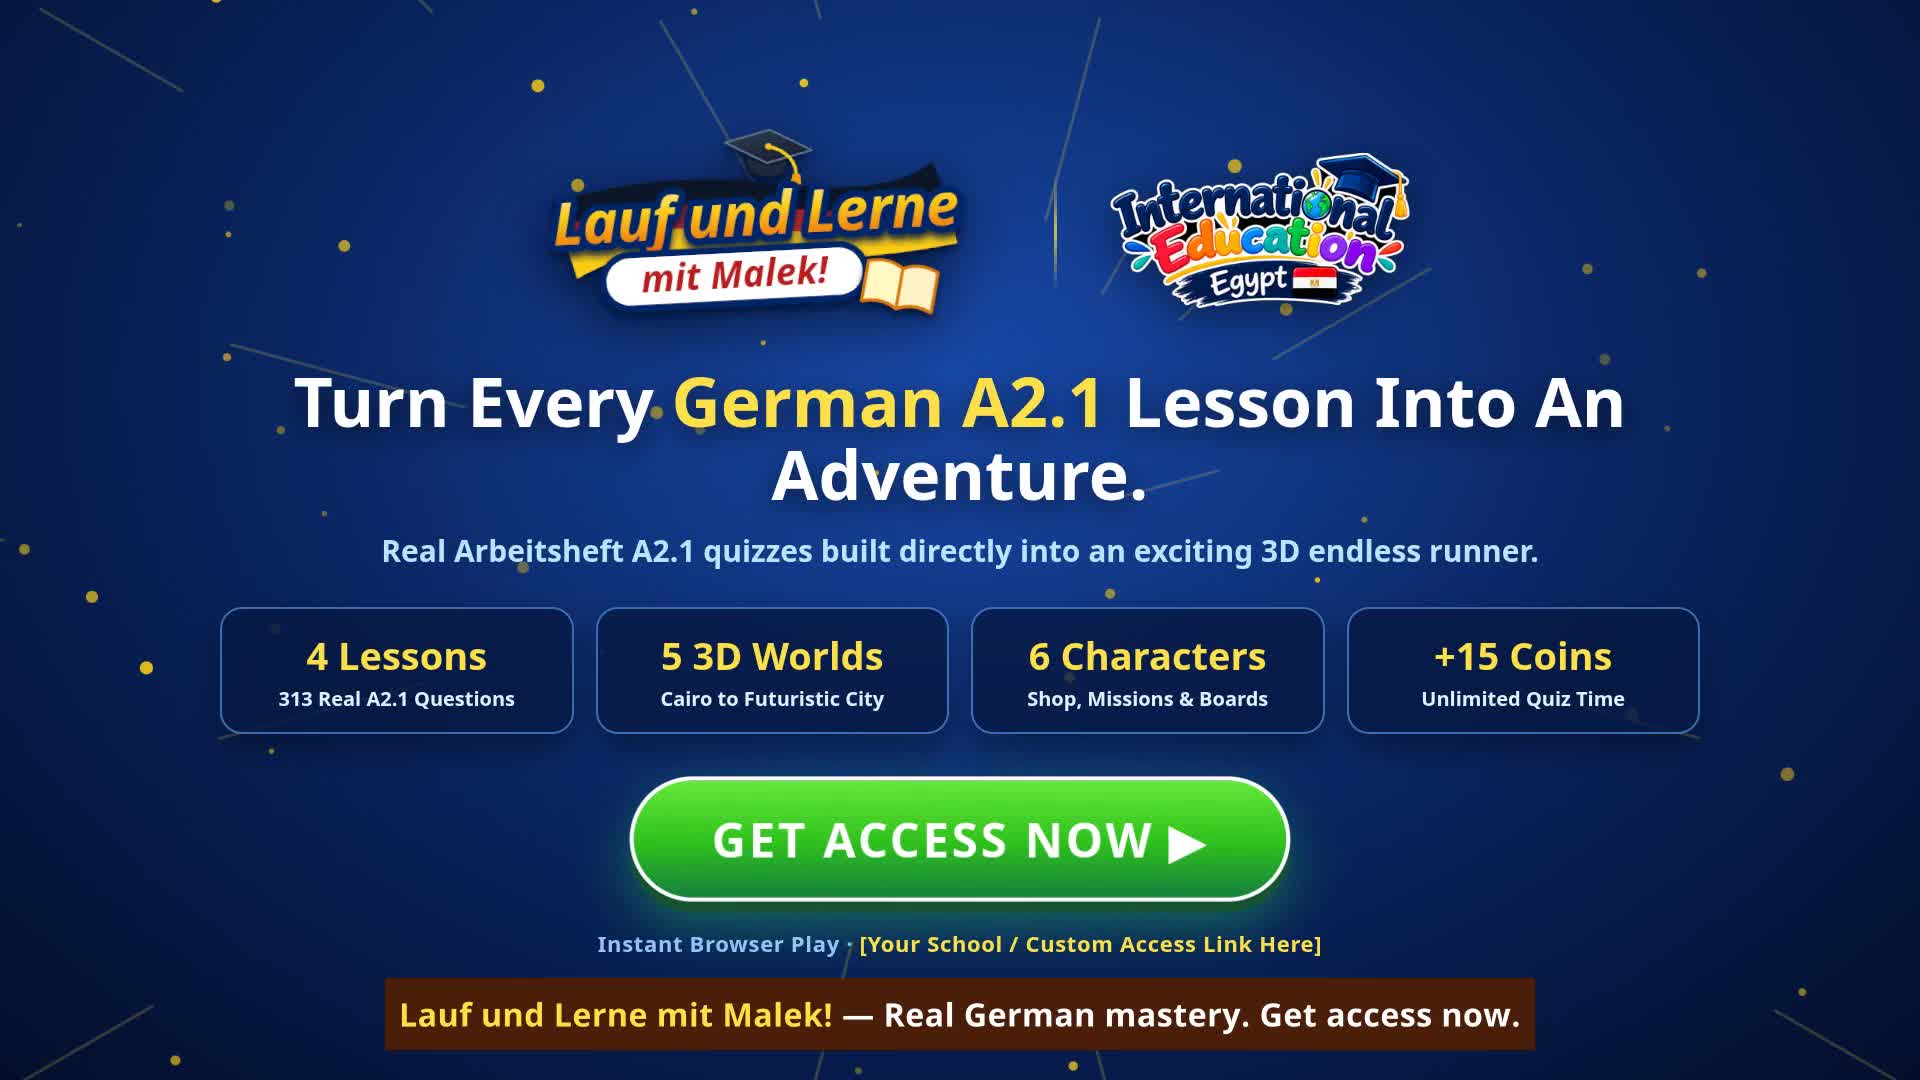 Lauf und Lerne
mit Malek!
International
Education
Egypt
Turn Every German A2.1 Lesson Into An
Adventure.
Real Arbeitsheft A2.1 quizzes built directly into an exciting 3D endless runner.
4 Lessons
313 Real A2.1 Questions
5 3D Worlds
Cairo to Futuristic City
6 Characters
Shop, Missions & Boards
+15 Coins
Unlimited Quiz Time
GET ACCESS NOW ▶
Instant Browser Play · [Your School / Custom Access Link Here]
Lauf und Lerne mit Malek! — Real German mastery. Get access now.